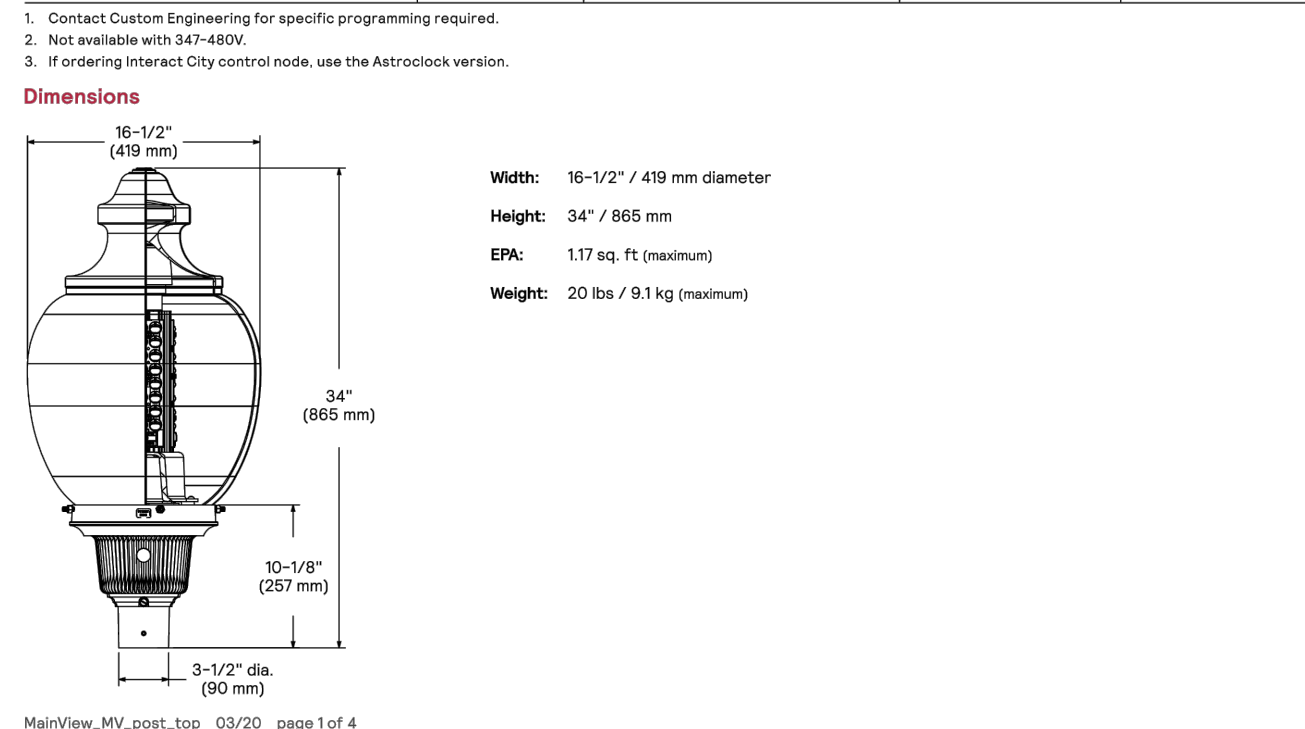 1. Contact Custom Engineering for specific programming required.
2. Not available with 347-480V.
3. If ordering Interact City control node, use the Astroclock version.
Dimensions
16-1/2"
(419 mm)
Width: 16-1/2" / 419 mm diameter
Height: 34" / 865 mm
EPA: 1.17 sq. ft (maximum)
Weight: 20 lbs / 9.1 kg (maximum)
34"
(865 mm)
10-1/8"
(257 mm)
3-1/2" dia.
(90 mm)
MainView_MV_post_top 03/20 page 1 of 4